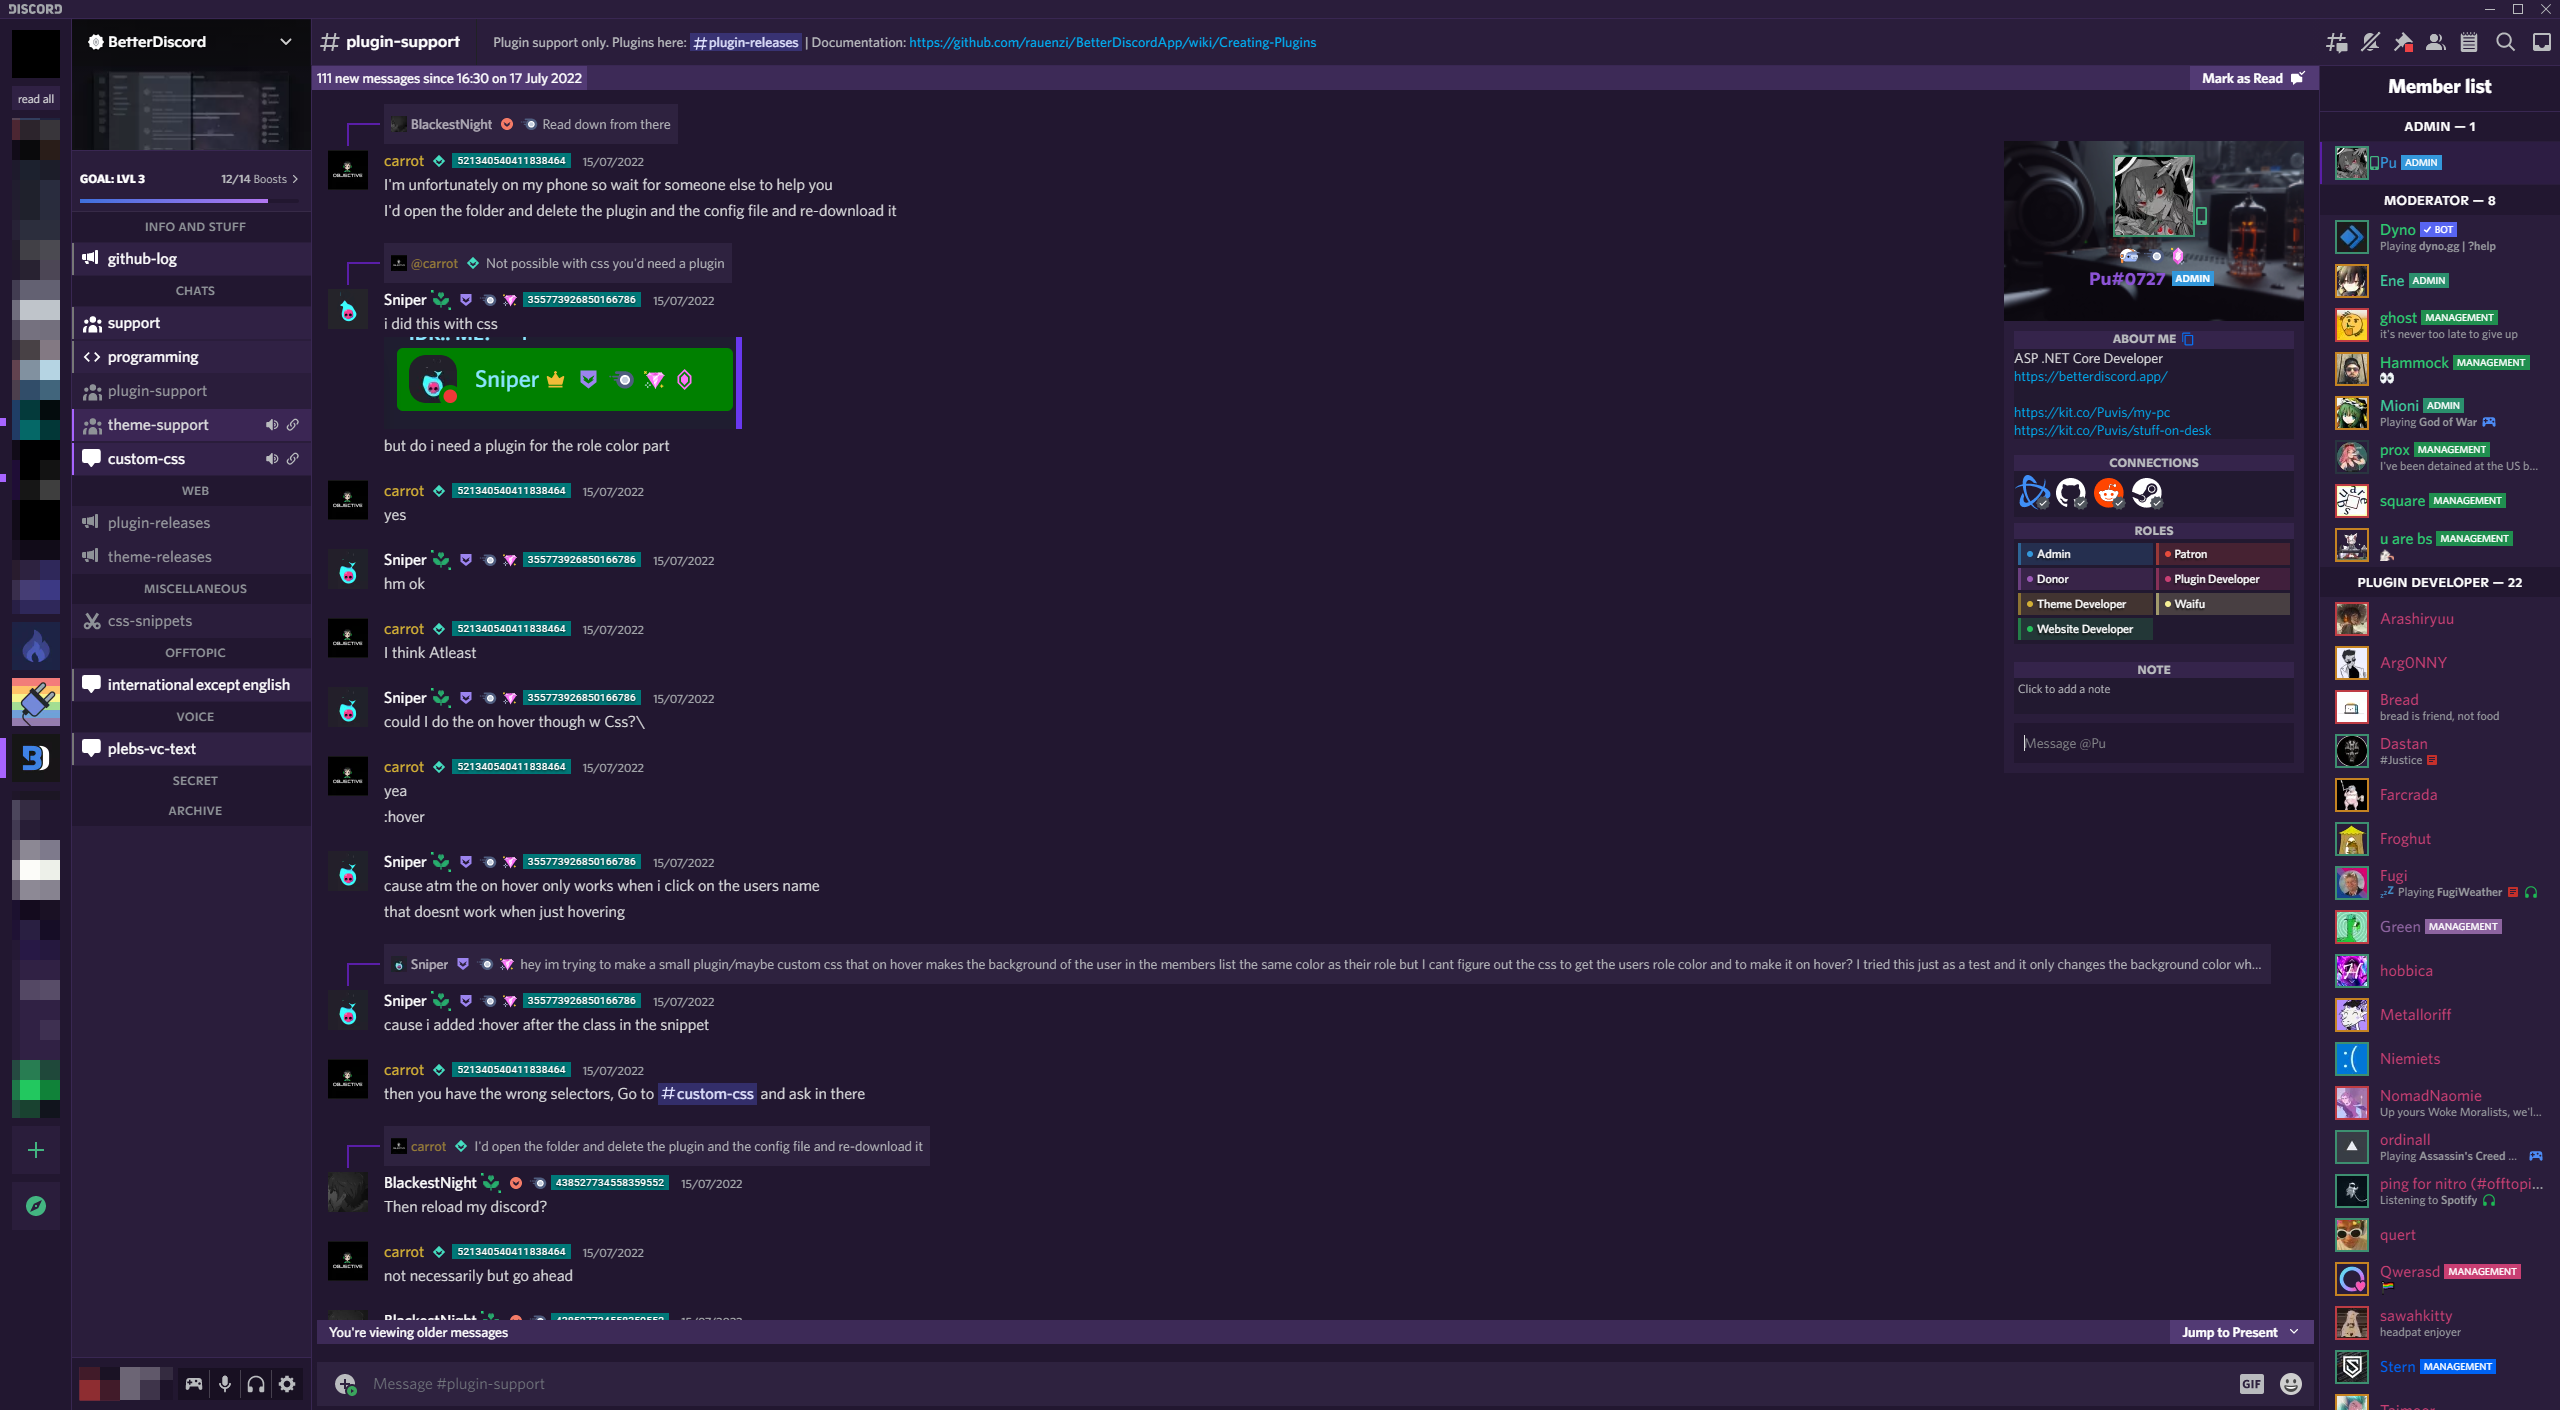 DISCORD
read all
BetterDiscord
GOAL: LVL 3
12/14 Boosts
INFO AND STUFF
github-log
CHATS
support
programming
plugin-support
theme-support
custom-css
WEB
plugin-releases
theme-releases
MISCELLANEOUS
css-snippets
OFFTOPIC
international except english
VOICE
plebs-vc-text
SECRET
ARCHIVE
plugin-support
Plugin support only. Plugins here: #plugin-releases | Documentation: https://github.com/rauenzi/BetterDiscordApp/wiki/Creating-Plugins
111 new messages since 16:30 on 17 July 2022
Mark as Read
BlackestNight Read down from there
carrot 521340540411838464 15/07/2022
I'm unfortunately on my phone so wait for someone else to help you
I'd open the folder and delete the plugin and the config file and re-download it
@carrot Not possible with css you'd need a plugin
Sniper 355773926850166786 15/07/2022
i did this with css
Sniper
but do i need a plugin for the role color part
carrot 521340540411838464 15/07/2022
yes
Sniper 355773926850166786 15/07/2022
hm ok
carrot 521340540411838464 15/07/2022
I think Atleast
Sniper 355773926850166786 15/07/2022
could I do the on hover though w Css?\
carrot 521340540411838464 15/07/2022
yea
:hover
Sniper 355773926850166786 15/07/2022
cause atm the on hover only works when i click on the users name
that doesnt work when just hovering
Sniper hey im trying to make a small plugin/maybe custom css that on hover makes the background of the user in the members list the same color as their role but I cant figure out the css to get the users role color and to make it on hover? I tried this just as a test and it only changes the background color wh...
Sniper 355773926850166786 15/07/2022
cause i added :hover after the class in the snippet
carrot 521340540411838464 15/07/2022
then you have the wrong selectors, Go to #custom-css and ask in there
carrot I'd open the folder and delete the plugin and the config file and re-download it
BlackestNight 438527734558359552 15/07/2022
Then reload my discord?
carrot 521340540411838464 15/07/2022
not necessarily but go ahead
BlackestNight 438527734558359552 15/07/2022
You're viewing older messages
Jump to Present
Message #plugin-support
GIF
Pu#0727 ADMIN
ABOUT ME
ASP .NET Core Developer
https://betterdiscord.app/
https://kit.co/Puvis/my-pc
https://kit.co/Puvis/stuff-on-desk
CONNECTIONS
ROLES
Admin
Patron
Donor
Plugin Developer
Theme Developer
Waifu
Website Developer
NOTE
Click to add a note
Message @Pu
Member list
ADMIN — 1
Pu ADMIN
MODERATOR — 8
Dyno BOT
Playing dyno.gg | ?help
Ene ADMIN
ghost MANAGEMENT
it's never too late to give up
Hammock MANAGEMENT
Mioni ADMIN
Playing God of War
prox MANAGEMENT
I've been detained at the US b...
square MANAGEMENT
u are bs MANAGEMENT
PLUGIN DEVELOPER — 22
Arashiryuu
Arg0NNY
Bread
bread is friend, not food
Dastan
#Justice
Farcrada
Froghut
Fugi
Playing FugiWeather
Green MANAGEMENT
hobbica
Metalloriff
Niemiets
NomadNaomie
Up yours Woke Moralists, we'l...
ordinall
Playing Assassin's Creed ...
ping for nitro (#offtopi...
Listening to Spotify
quert
Qwerasd MANAGEMENT
sawahkitty
headpat enjoyer
Stern MANAGEMENT